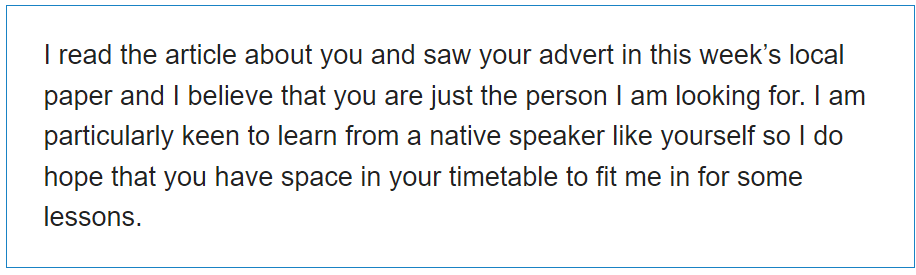 I read the article about you and saw your advert in this week’s local
paper and I believe that you are just the person I am looking for. I am
particularly keen to learn from a native speaker like yourself so I do
hope that you have space in your timetable to fit me in for some
lessons.